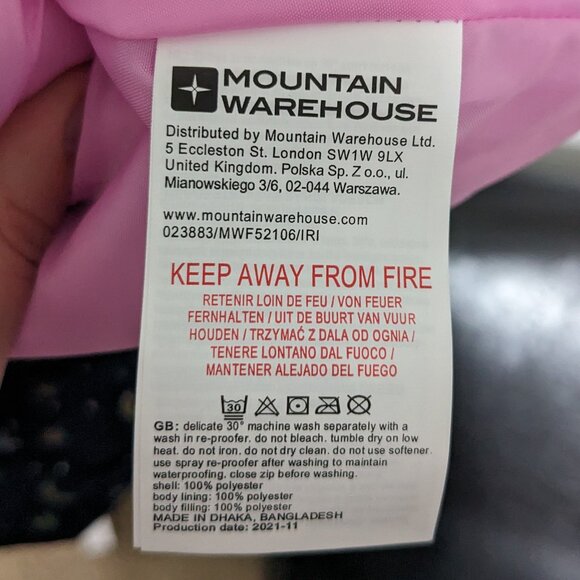 MOUNTAIN
WAREHOUSE
Distributed by Mountain Warehouse Ltd.
5 Eccleston St. London SW1W 9LX
United Kingdom. Polska Sp. Z o.o., ul.
Mianowskiego 3/6, 02-044 Warszawa.
www.mountainwarehouse.com
023883/MWF52106/IRI
KEEP AWAY FROM FIRE
RETENIR LOIN DE FEU / VON FEUER
FERNHALTEN / UIT DE BUURT VAN VUUR
HOUDEN / TRZYMAĆ Z DALA OD OGNIA /
TENERE LONTANO DAL FUOCO /
MANTENER ALEJADO DEL FUEGO
30
GB: delicate 30° machine wash separately with a
wash in re-proofer. do not bleach. tumble dry on low
heat. do not iron. do not dry clean. do not use softener.
use spray re-proofer after washing to maintain
waterproofing. close zip before washing.
shell: 100% polyester
body lining: 100% polyester
body filling: 100% polyester
MADE IN DHAKA, BANGLADESH
Production date: 2021-11